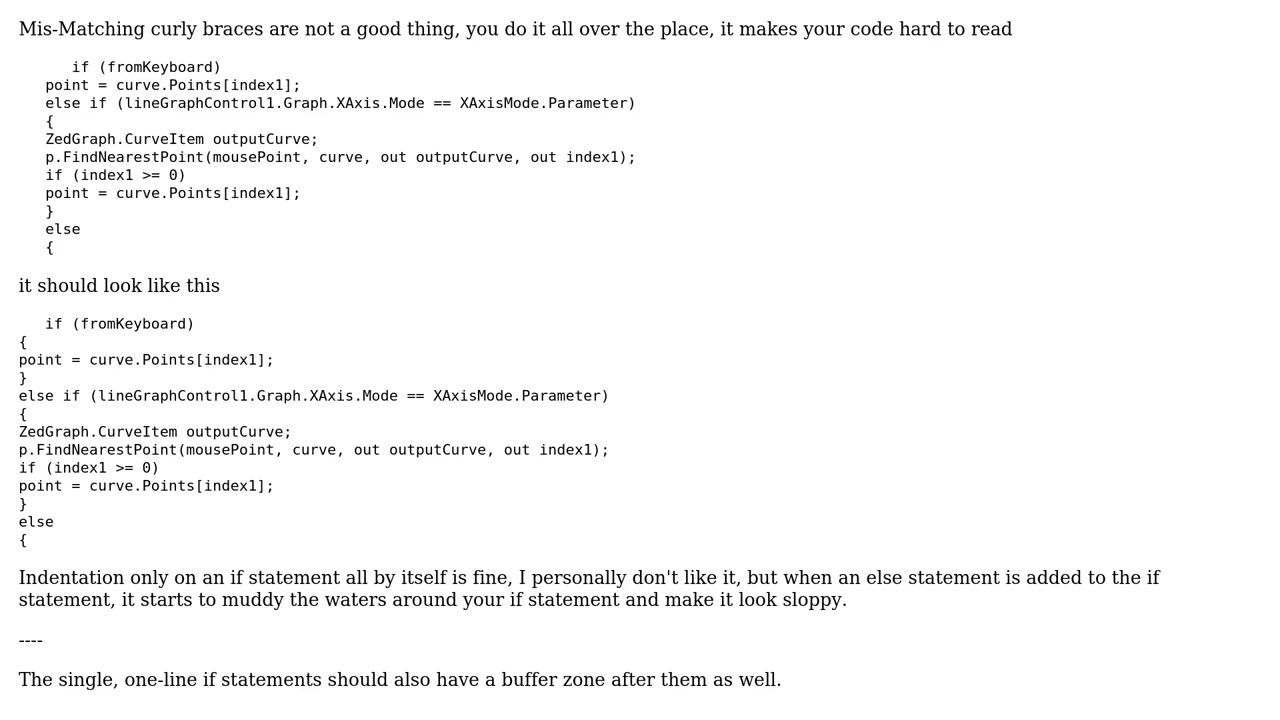 Mis-Matching curly braces are not a good thing, you do it all over the place, it makes your code hard to read
if (fromKeyboard)
point = curve.Points[index1];
else if (lineGraphControl1.Graph.XAxis.Mode == XAxisMode.Parameter)
{
ZedGraph.CurveItem outputCurve;
p.FindNearestPoint(mousePoint, curve, out outputCurve, out index1);
if (index1 >= 0)
point = curve.Points[index1];
}
else
{
it should look like this
if (fromKeyboard)
{
point = curve.Points[index1];
}
else if (lineGraphControl1.Graph.XAxis.Mode == XAxisMode.Parameter)
{
ZedGraph.CurveItem outputCurve;
p.FindNearestPoint(mousePoint, curve, out outputCurve, out index1);
if (index1 >= 0)
point = curve.Points[index1];
}
else
{
Indentation only on an if statement all by itself is fine, I personally don't like it, but when an else statement is added to the if
statement, it starts to muddy the waters around your if statement and make it look sloppy.
----
The single, one-line if statements should also have a buffer zone after them as well.